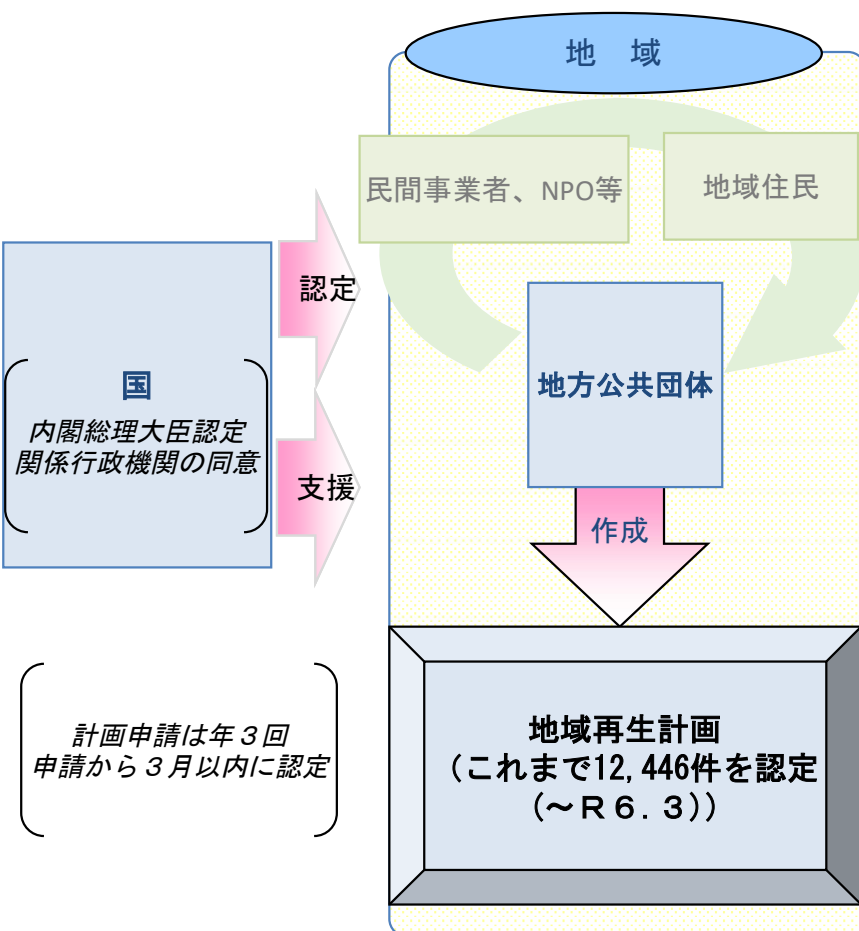 地　域
民間事業者、NPO等
地域住民
認定
国
内閣総理大臣認定
関係行政機関の同意
地方公共団体
支援
作成
計画申請は年３回
申請から３月以内に認定
地域再生計画
（これまで12,446件を認定
（～Ｒ６．３））